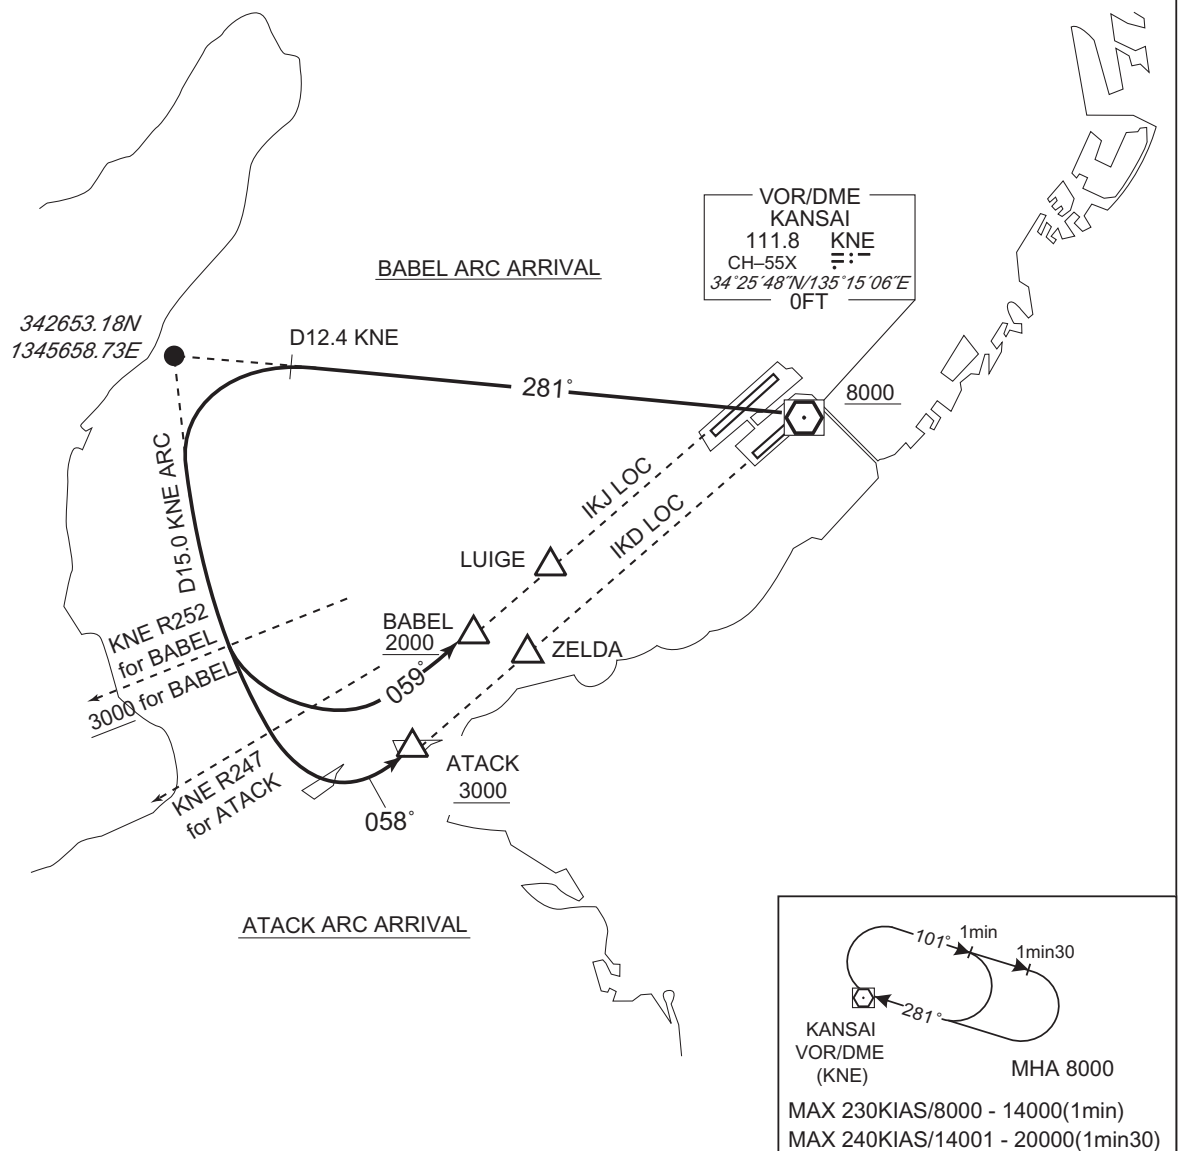 VOR/DME
KANSAI
111.8 KNE
CH–55X
34°25´48˝N/135°15´06˝E
0FT
BABEL ARC ARRIVAL
342653.18N
1345658.73E
D12.4 KNE
281°
8000
D15.0 KNE ARC
IKJ LOC
IKD LOC
LUIGE
BABEL
2000
ZELDA
KNE R252
for BABEL
3000 for BABEL
059°
KNE R247
for ATACK
ATACK
3000
058°
ATACK ARC ARRIVAL
101°
1min
1min30
281°
KANSAI
VOR/DME
(KNE)
MHA 8000
MAX 230KIAS/8000 - 14000(1min)
MAX 240KIAS/14001 - 20000(1min30)